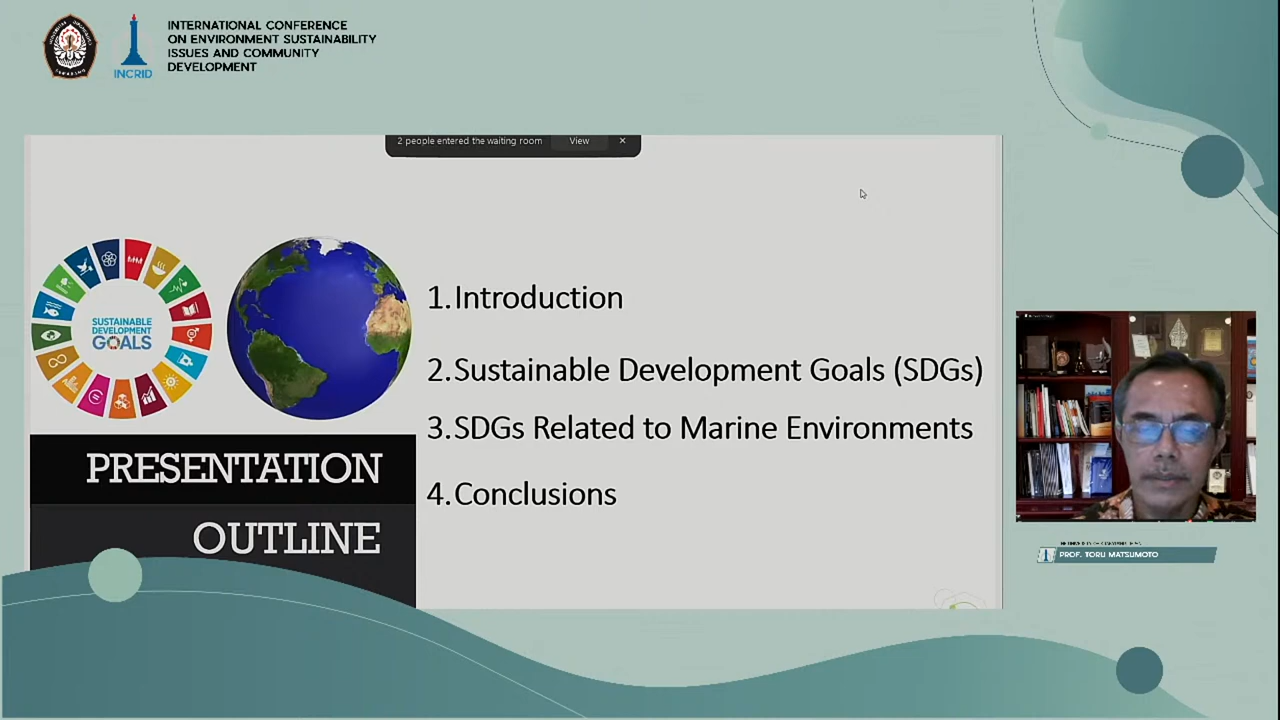 INTERNATIONAL CONFERENCE
ON ENVIRONMENT SUSTAINABILITY
ISSUES AND COMMUNITY
DEVELOPMENT
INCRID
2 people entered the waiting room View ×
SUSTAINABLE
DEVELOPMENT
GOALS
1.Introduction
2.Sustainable Development Goals (SDGs)
3.SDGs Related to Marine Environments
4.Conclusions
PRESENTATION
OUTLINE
PROF. TORU MATSUMOTO